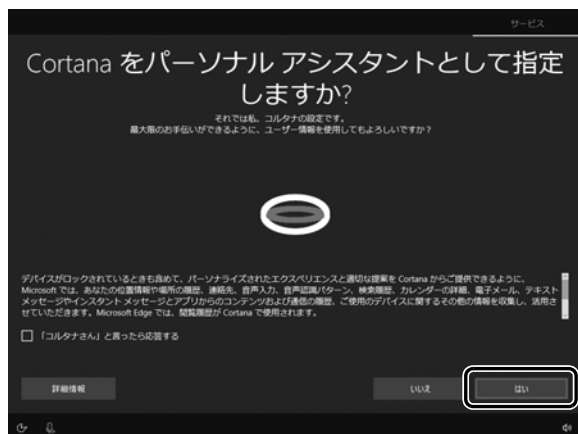 サービス
Cortana をパーソナル アシスタントとして指定
しますか?
それでは私、コルタナの設定です。
最大限のお手伝いができるように、ユーザー情報を使用してもよろしいですか?
デバイスがロックされているときも含めて、パーソナライズされたエクスペリエンスと適切な提案を Cortana からご提供できるように、
Microsoft では、あなたの位置情報や場所の履歴、連絡先、音声入力、音声認識パターン、検索履歴、カレンダーの詳細、電子メール、テキスト
メッセージやインスタント メッセージとアプリからのコンテンツおよび通信の履歴、ご使用のデバイスに関するその他の情報を収集し、活用さ
せていただきます。Microsoft Edge では、閲覧履歴が Cortana で使用されます。
「コルタナさん」と言ったら応答する
詳細情報
いいえ
はい